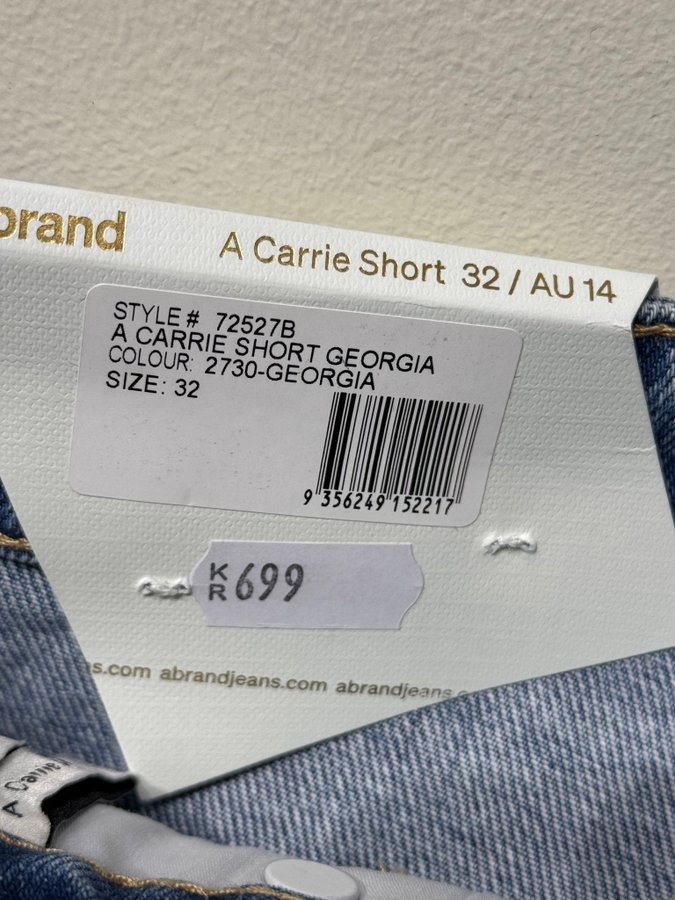 brand
A Carrie Short 32 / AU 14
STYLE # 72527B
A CARRIE SHORT GEORGIA
COLOUR: 2730-GEORGIA
SIZE: 32
9 356249 152217
KR 699
s.com abrandjeans.com abrandjeans.c
A Carrie